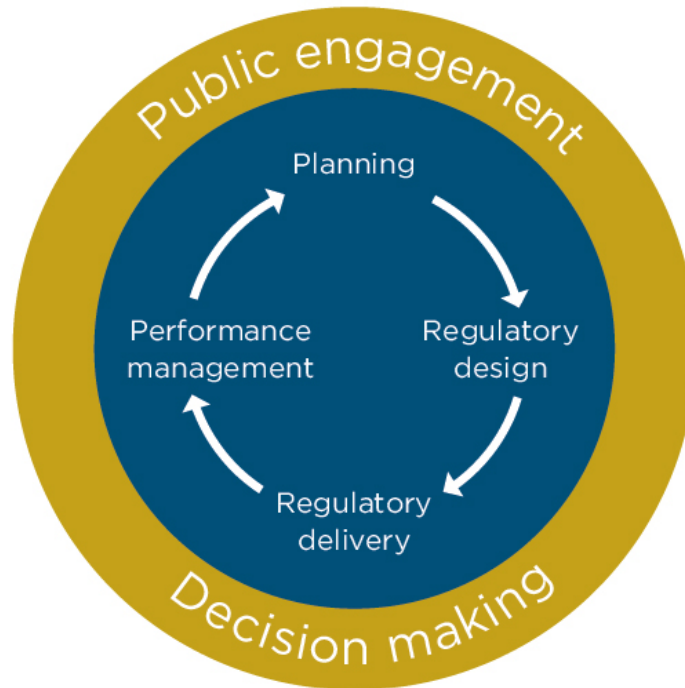 Public engagement
Planning
Performance
management
Regulatory
design
Regulatory
delivery
Decision making